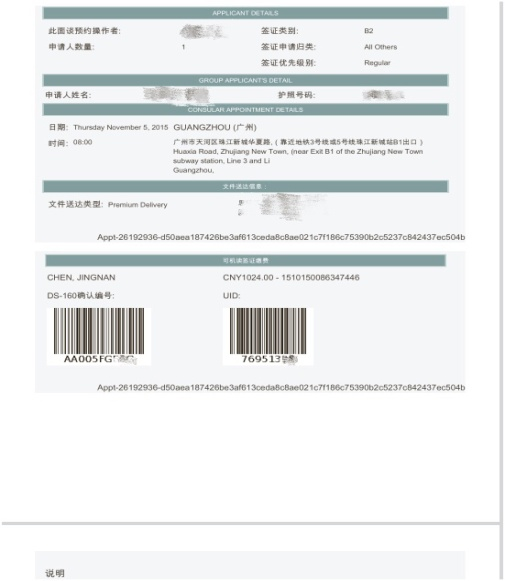 APPLICANT DETAILS
此面谈预约操作者: 签证类别: B2
申请人数量: 1 签证申请归类: All Others
签证优先级别: Regular
GROUP APPLICANT'S DETAIL
申请人姓名: 护照号码:
CONSULAR APPOINTMENT DETAILS
日期: Thursday November 5, 2015 GUANGZHOU (广州)
时间: 08:00 广州市天河区珠江新城华夏路, ( 靠近地铁3号线或5号线珠江新城站B1出口 )
Huaxia Road, Zhujiang New Town, (near Exit B1 of the Zhujiang New Town
subway station, Line 3 and Li
Guangzhou,
文件送达信息:
文件送达类型: Premium Delivery
Appt-26192936-d50aea187426be3af613ceda8c8ae021c7f186c75390b2c5237c842437ec504b
可机读签证缴费
CHEN, JINGNAN CNY1024.00 - 1510150086347446
DS-160确认编号: UID:
AA005FG
769513
Appt-26192936-d50aea187426be3af613ceda8c8ae021c7f186c75390b2c5237c842437ec504b
说明